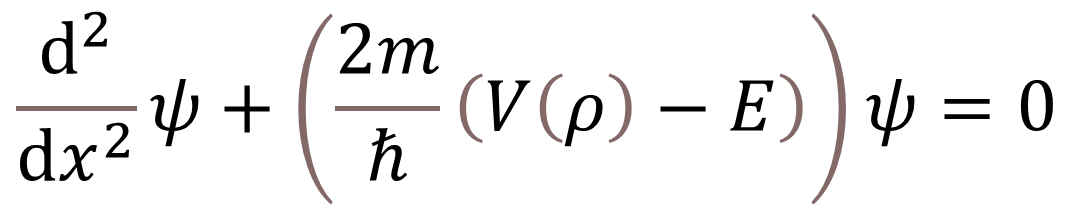 d²/dx² ψ + (2m/ħ (V(ρ) − E)) ψ = 0